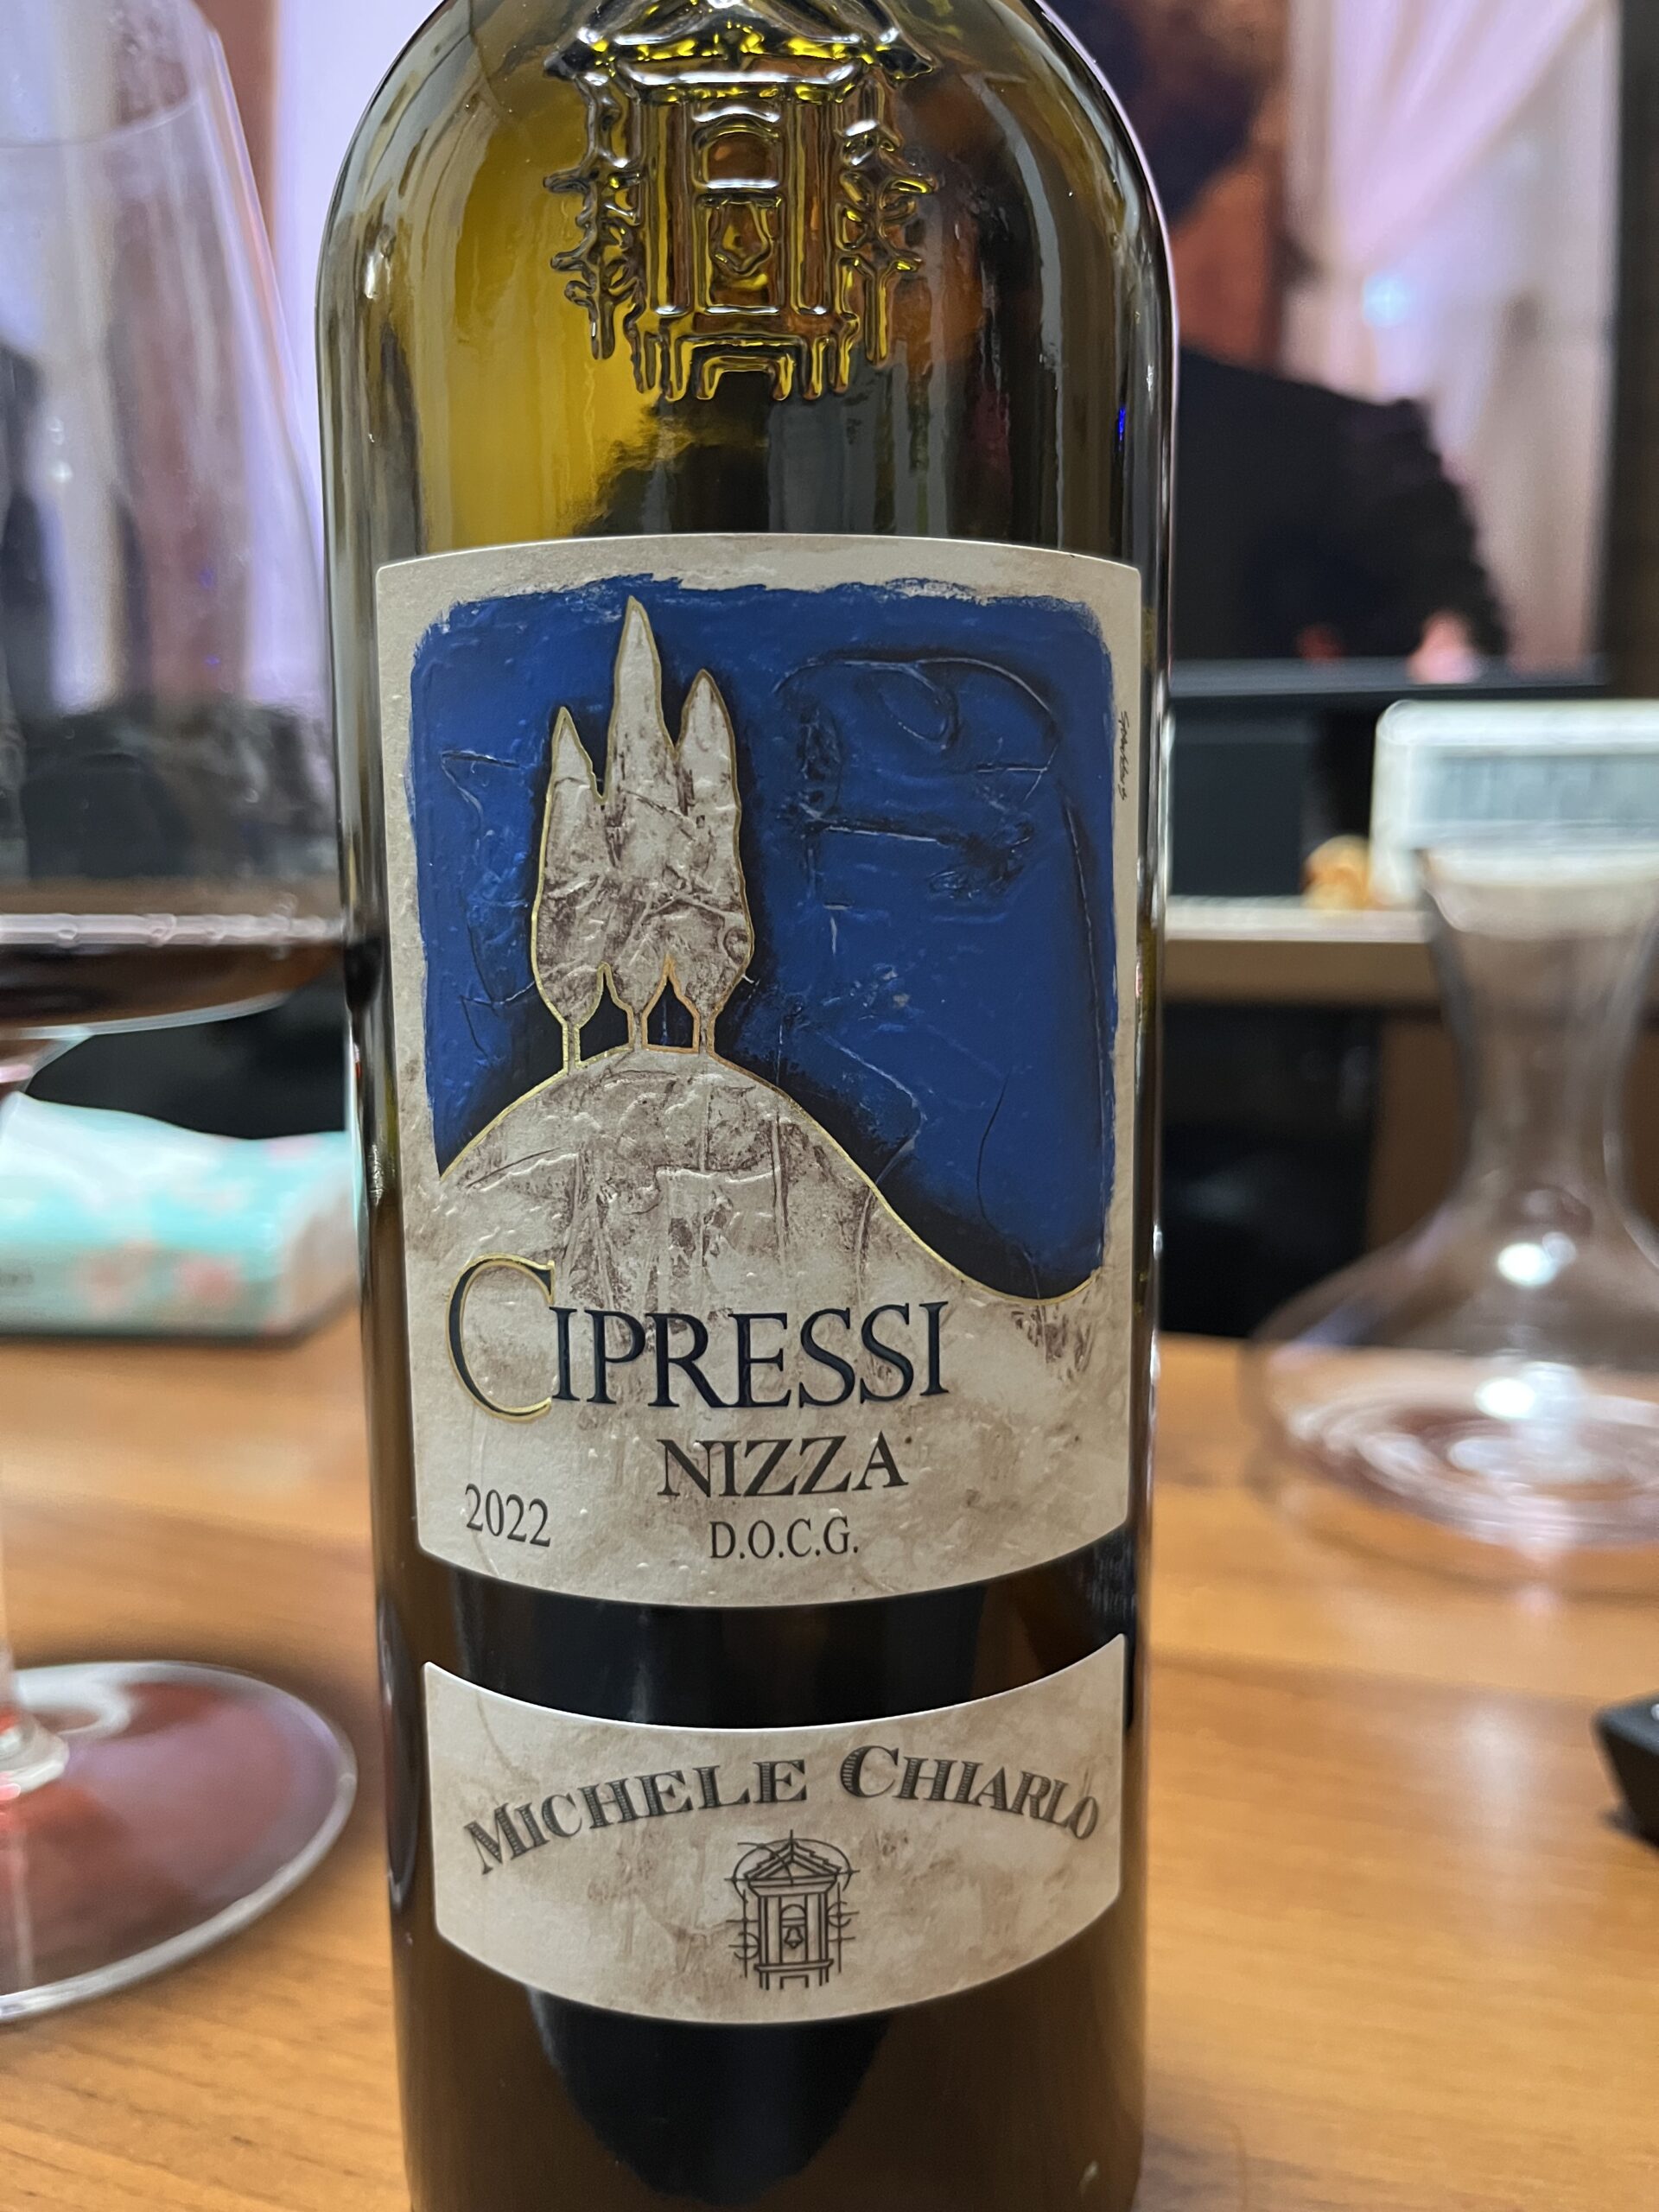 CIPRESSI
NIZZA
2022
D.O.C.G.
MICHELE CHIARLO